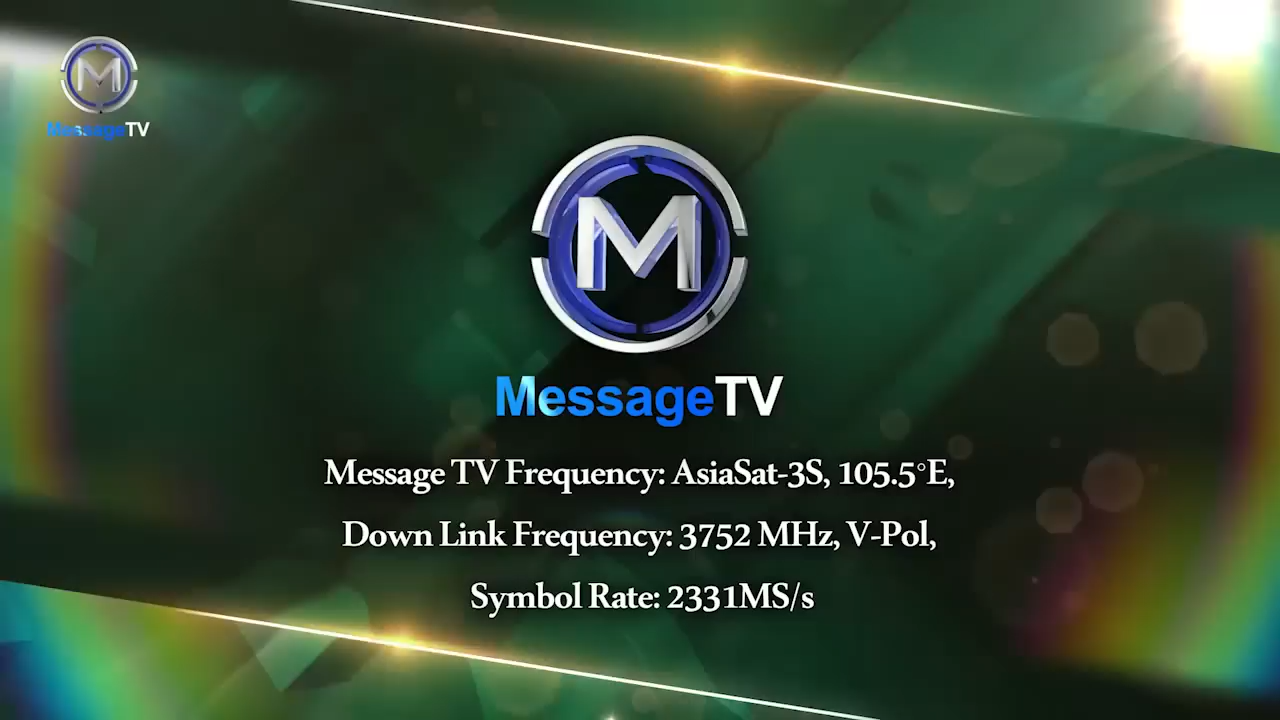 M
MessageTV
M
MessageTV
Message TV Frequency: AsiaSat-3S, 105.5°E,
Down Link Frequency: 3752 MHz, V-Pol,
Symbol Rate: 2331MS/s